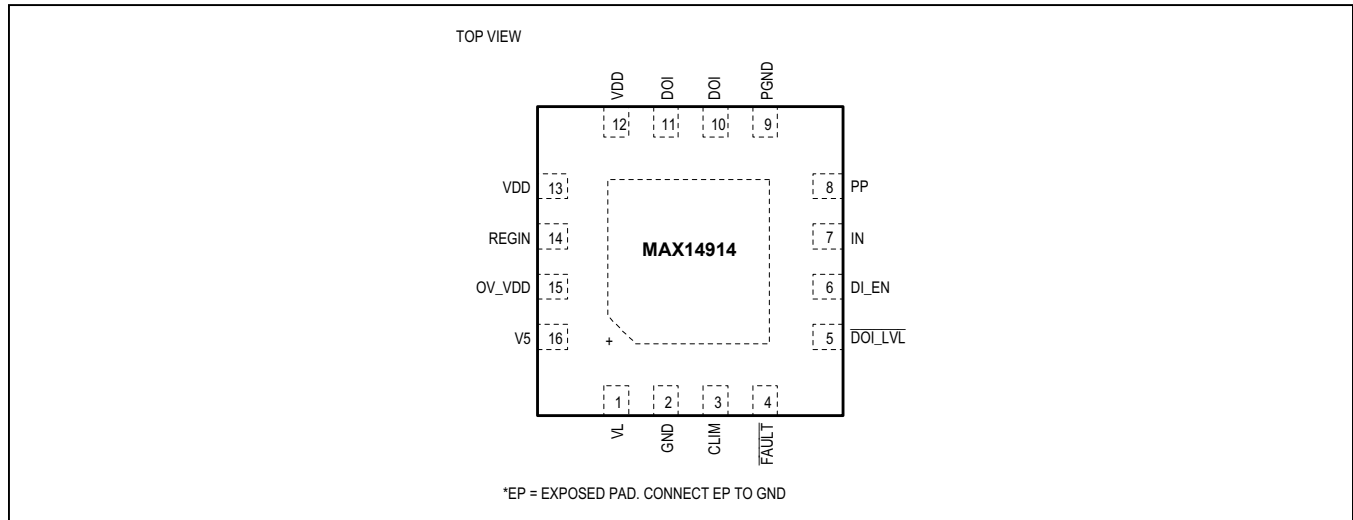 TOP VIEW
VDD DOI DOI PGND
12 11 10 9
VDD 13 8 PP
REGIN 14 MAX14914 7 IN
OV_VDD 15 6 DI_EN
V5 16 + 5 DOI_LVL
1 2 3 4
VL GND CLIM FAULT
*EP = EXPOSED PAD. CONNECT EP TO GND